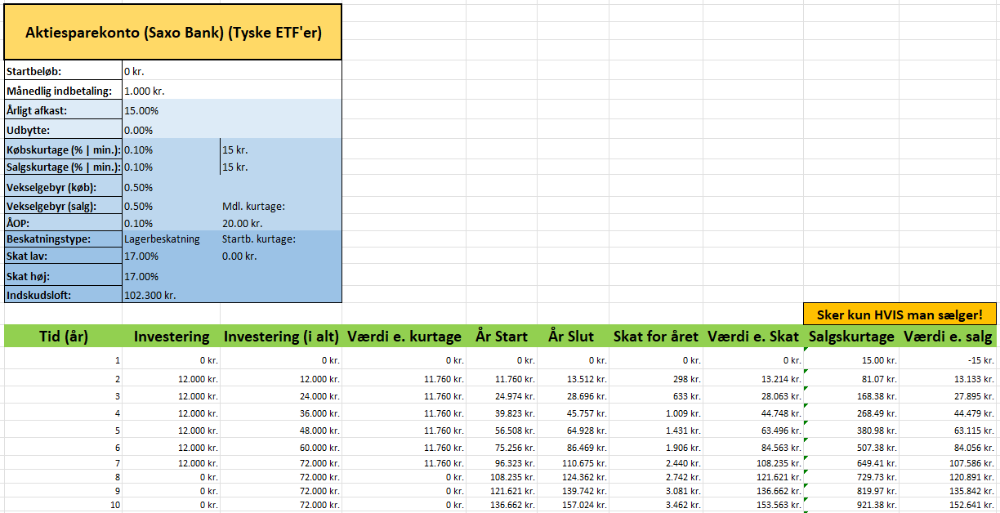 Aktiesparekonto (Saxo Bank) (Tyske ETF'er)
Startbeløb: 0 kr.
Månedlig indbetaling: 1.000 kr.
Årligt afkast: 15.00%
Udbytte: 0.00%
Købskurtage (% | min.): 0.10% 15 kr.
Salgskurtage (% | min.): 0.10% 15 kr.
Vekselgebyr (køb): 0.50%
Vekselgebyr (salg): 0.50% Mdl. kurtage:
ÅOP: 0.10% 20.00 kr.
Beskatningstype: Lagerbeskatning Startb. kurtage:
Skat lav: 17.00% 0.00 kr.
Skat høj: 17.00%
Indskudsloft: 102.300 kr.
Sker kun HVIS man sælger!
Tid (år) Investering Investering (i alt) Værdi e. kurtage År Start År Slut Skat for året Værdi e. Skat Salgskurtage Værdi e. salg
1 0 kr. 0 kr. 0 kr. 0 kr. 0 kr. 0 kr. 0 kr. 15.00 kr. -15 kr.
2 12.000 kr. 12.000 kr. 11.760 kr. 11.760 kr. 13.512 kr. 298 kr. 13.214 kr. 81.07 kr. 13.133 kr.
3 12.000 kr. 24.000 kr. 11.760 kr. 24.974 kr. 28.696 kr. 633 kr. 28.063 kr. 168.38 kr. 27.895 kr.
4 12.000 kr. 36.000 kr. 11.760 kr. 39.823 kr. 45.757 kr. 1.009 kr. 44.748 kr. 268.49 kr. 44.479 kr.
5 12.000 kr. 48.000 kr. 11.760 kr. 56.508 kr. 64.928 kr. 1.431 kr. 63.496 kr. 380.98 kr. 63.115 kr.
6 12.000 kr. 60.000 kr. 11.760 kr. 75.256 kr. 86.469 kr. 1.906 kr. 84.563 kr. 507.38 kr. 84.056 kr.
7 12.000 kr. 72.000 kr. 11.760 kr. 96.323 kr. 110.675 kr. 2.440 kr. 108.235 kr. 649.41 kr. 107.586 kr.
8 0 kr. 72.000 kr. 0 kr. 108.235 kr. 124.362 kr. 2.742 kr. 121.621 kr. 729.73 kr. 120.891 kr.
9 0 kr. 72.000 kr. 0 kr. 121.621 kr. 139.742 kr. 3.081 kr. 136.662 kr. 819.97 kr. 135.842 kr.
10 0 kr. 72.000 kr. 0 kr. 136.662 kr. 157.024 kr. 3.462 kr. 153.563 kr. 921.38 kr. 152.641 kr.